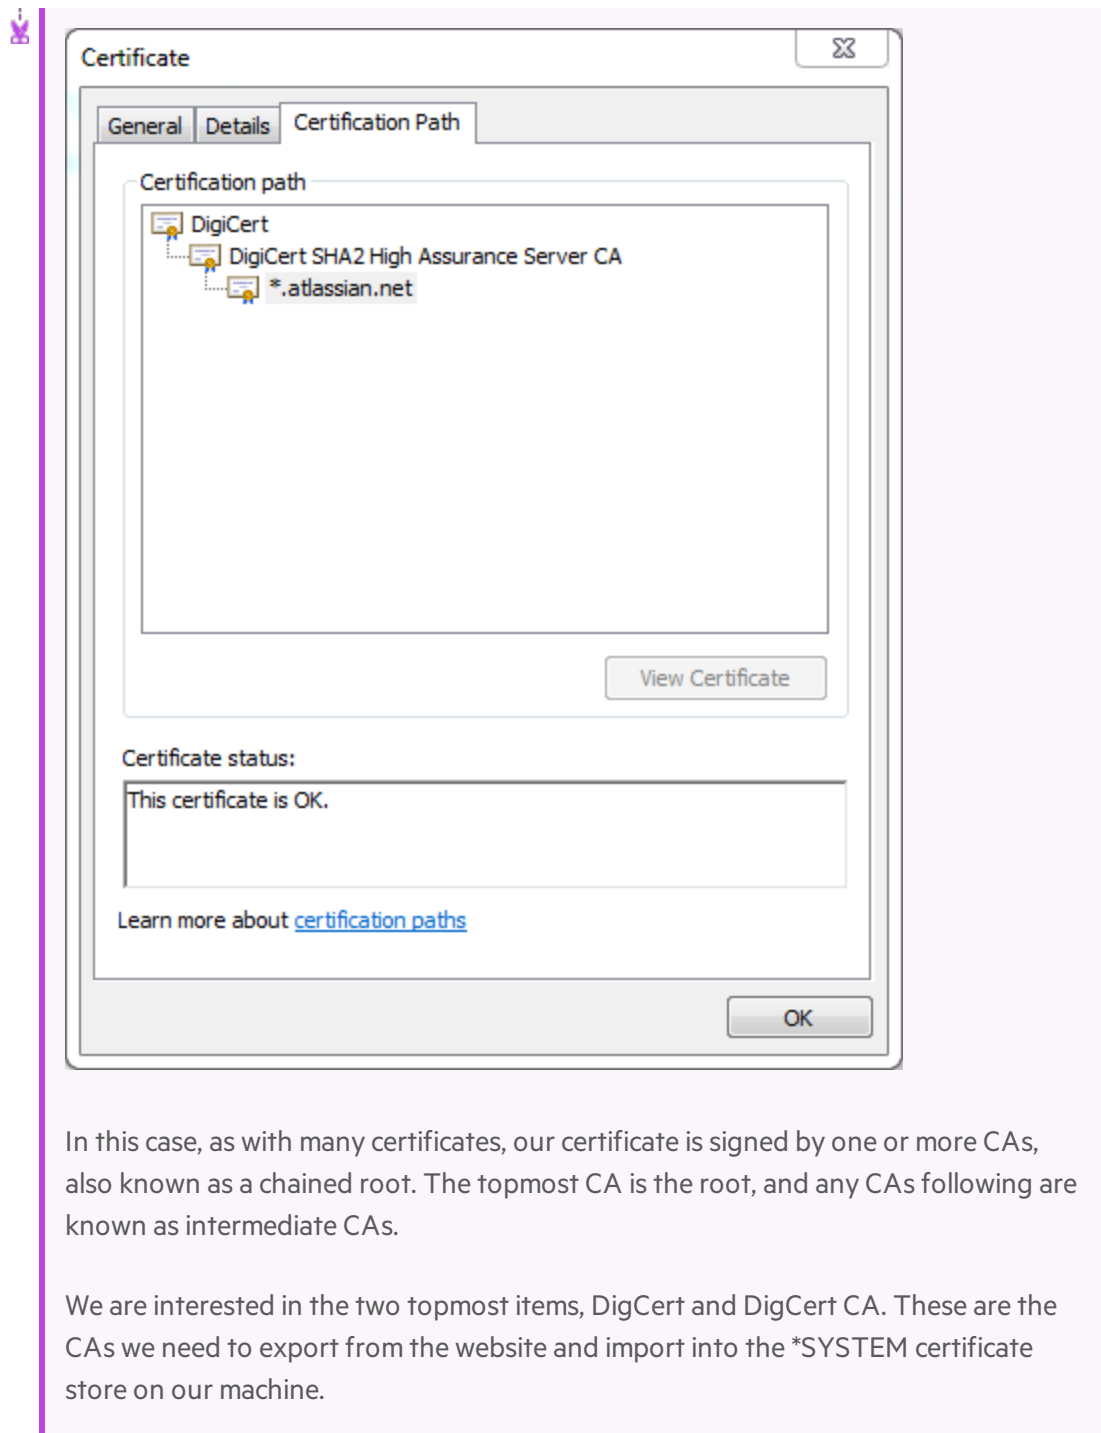 Certificate
General Details Certification Path
Certification path
DigiCert
DigiCert SHA2 High Assurance Server CA
*.atlassian.net
View Certificate
Certificate status:
This certificate is OK.
Learn more about certification paths
OK
In this case, as with many certificates, our certificate is signed by one or more CAs,
also known as a chained root. The topmost CA is the root, and any CAs following are
known as intermediate CAs.
We are interested in the two topmost items, DigCert and DigCert CA. These are the
CAs we need to export from the website and import into the *SYSTEM certificate
store on our machine.